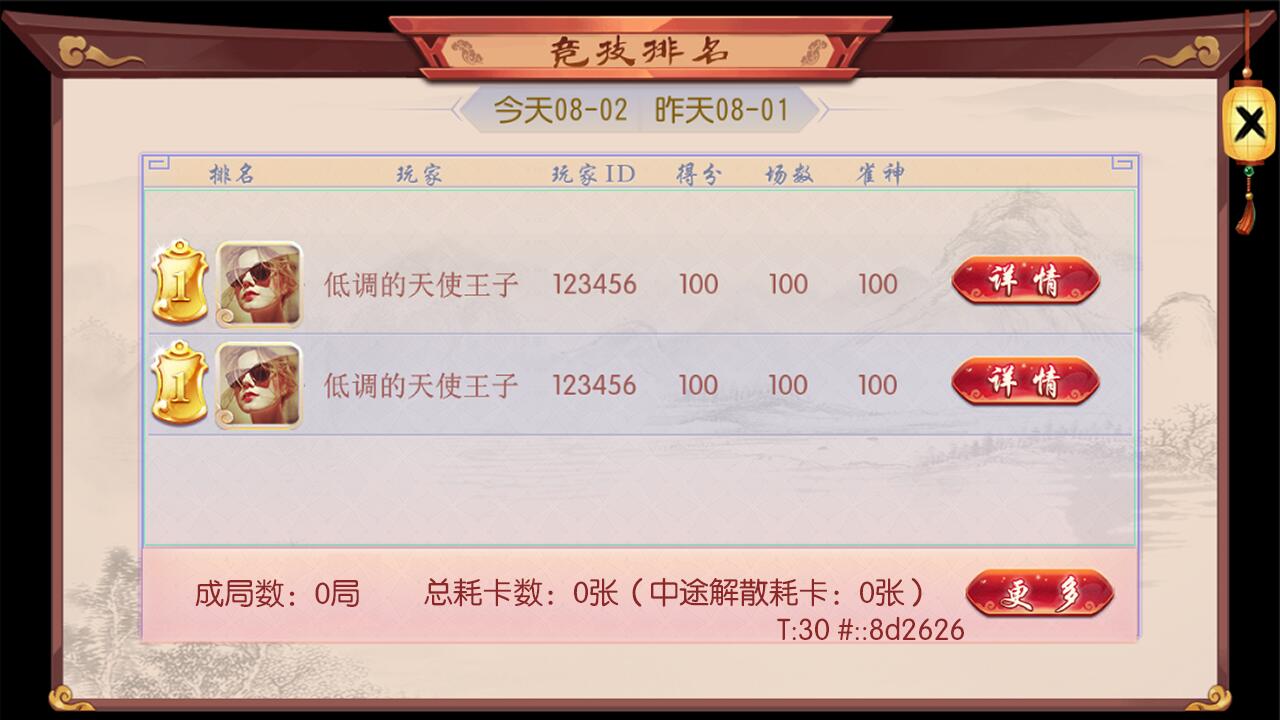 竞技排名
今天08-02 昨天08-01
排名 玩家 玩家ID 得分 场数 雀神
1 低调的天使王子 123456 100 100 100 详情
1 低调的天使王子 123456 100 100 100 详情
成局数：0局 总耗卡数：0张（中途解散耗卡：0张） 更多
T:30 #::8d2626